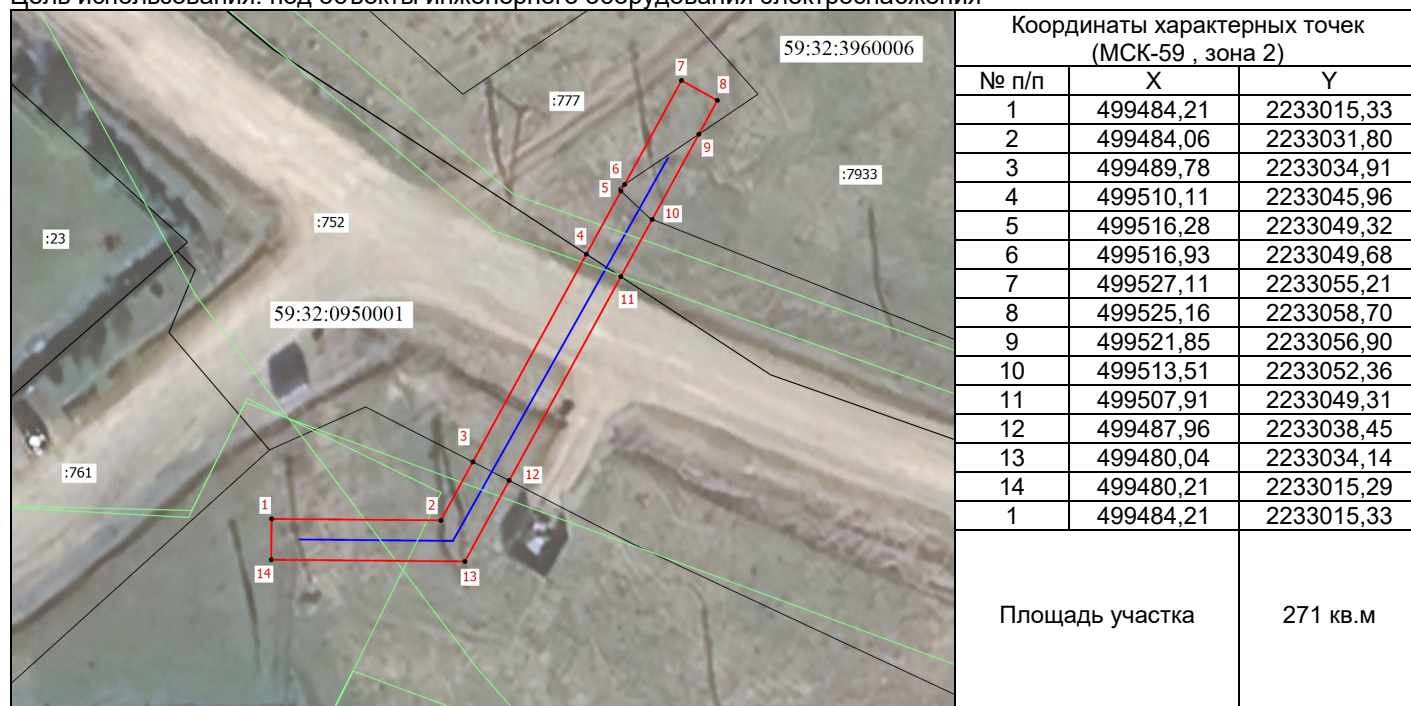 Цель использования: под объекты инженерного оборудования электроснабжения
59:32:3960006
7
8
:777
9
:7933
6
5
10
:752
4
:23
11
59:32:0950001
3
:761
12
1
2
14
13
Координаты характерных точек
(МСК-59 , зона 2)
№ п/п X Y
1 499484,21 2233015,33
2 499484,06 2233031,80
3 499489,78 2233034,91
4 499510,11 2233045,96
5 499516,28 2233049,32
6 499516,93 2233049,68
7 499527,11 2233055,21
8 499525,16 2233058,70
9 499521,85 2233056,90
10 499513,51 2233052,36
11 499507,91 2233049,31
12 499487,96 2233038,45
13 499480,04 2233034,14
14 499480,21 2233015,29
1 499484,21 2233015,33
Площадь участка 271 кв.м